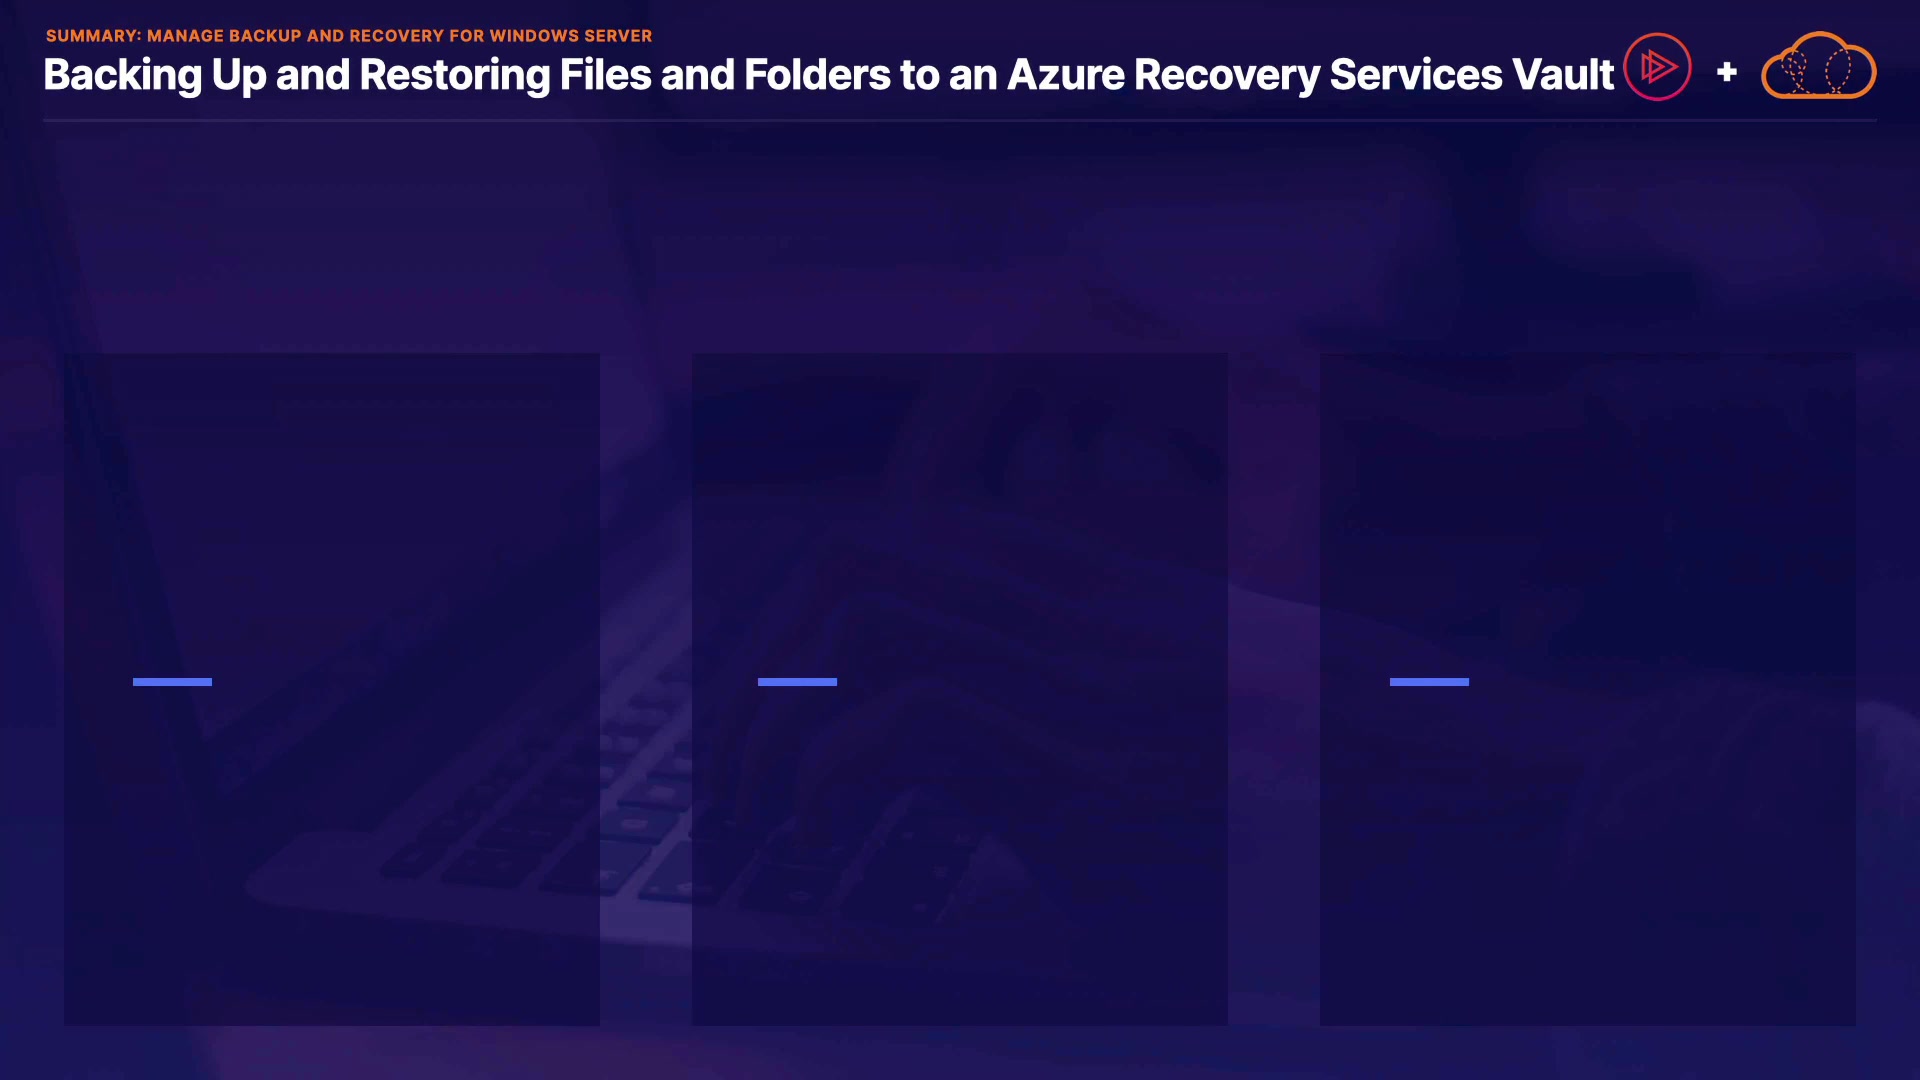 SUMMARY: MANAGE BACKUP AND RECOVERY FOR WINDOWS SERVER
Backing Up and Restoring Files and Folders to an Azure Recovery Services Vault
+